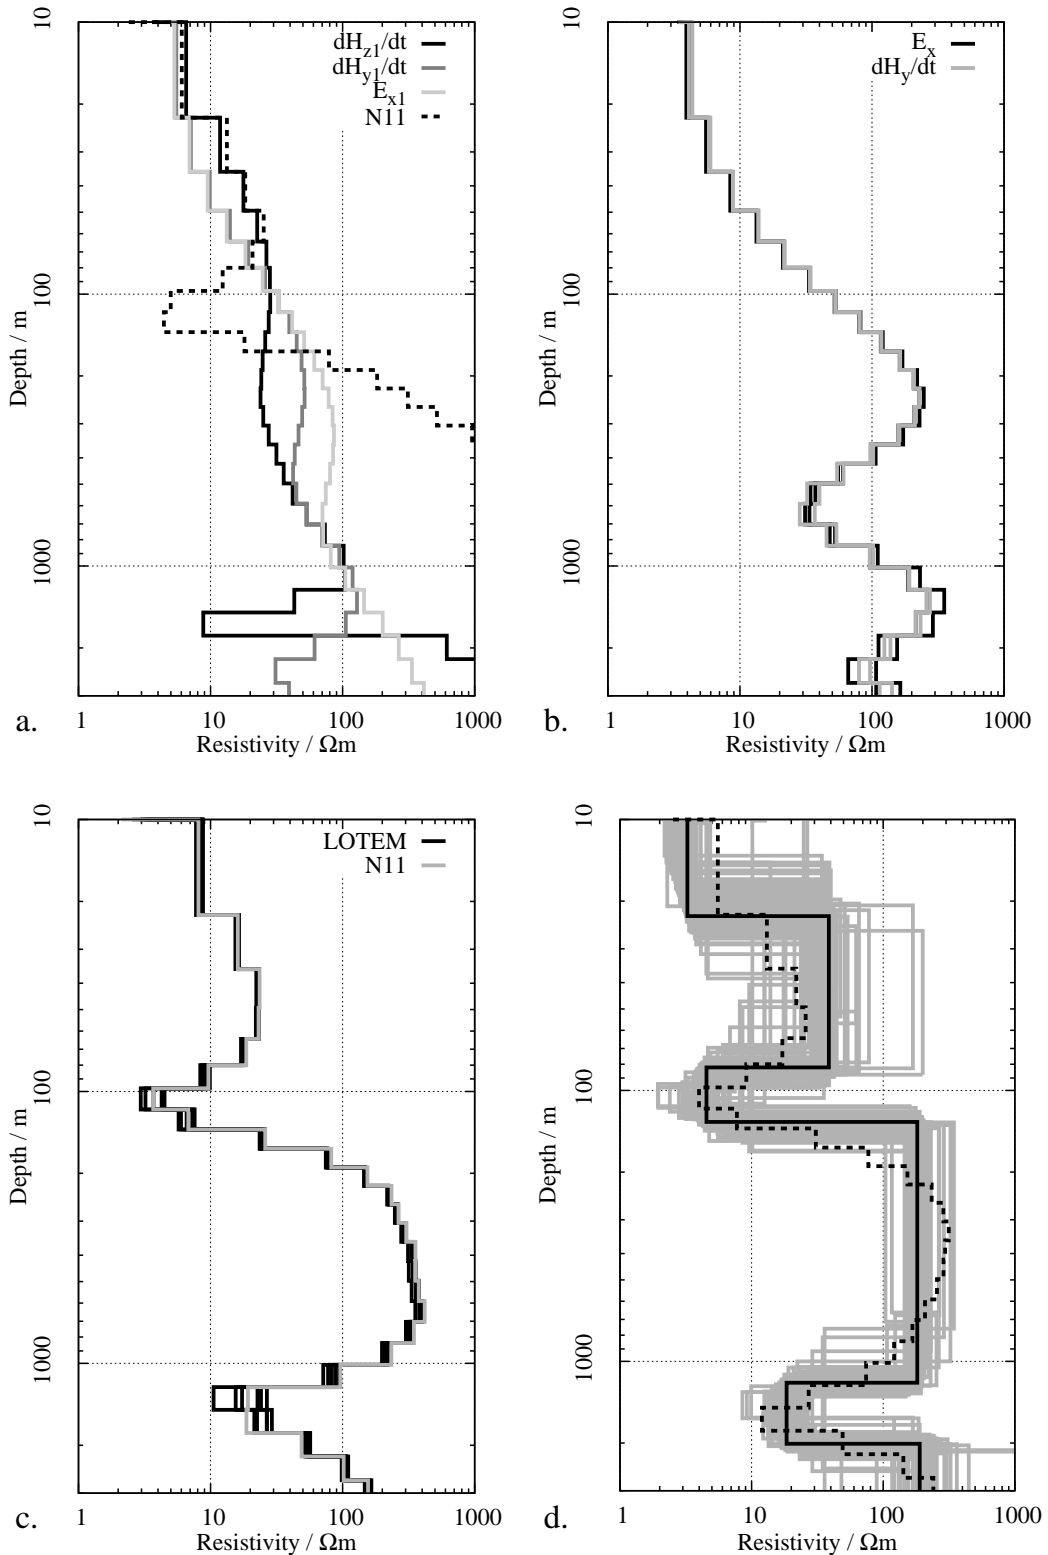 dH_z1/dt
dH_y1/dt
E_x1
N11
10
100
1000
Depth / m
1 10 100 1000
Resistivity / Ωm
a.
E_x
dH_y/dt
10
100
1000
Depth / m
1 10 100 1000
Resistivity / Ωm
b.
LOTEM
N11
10
100
1000
Depth / m
1 10 100 1000
Resistivity / Ωm
c.
10
100
1000
Depth / m
1 10 100 1000
Resistivity / Ωm
d.